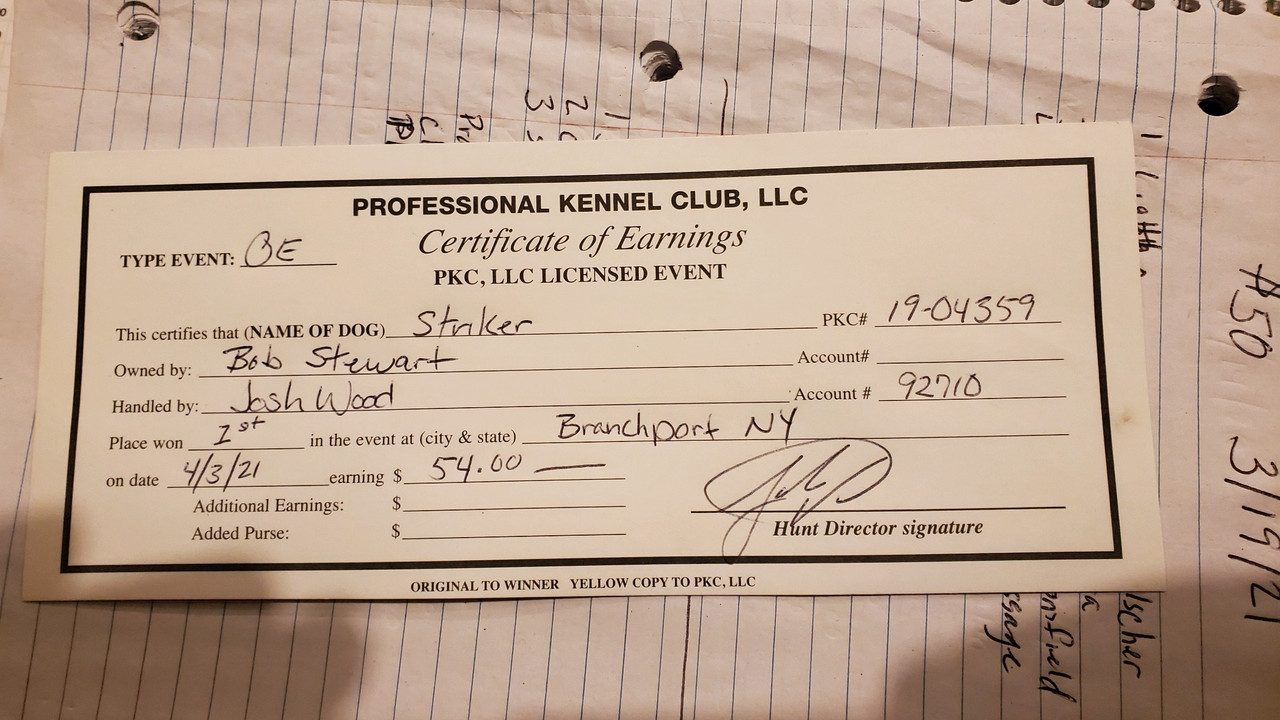 PROFESSIONAL KENNEL CLUB, LLC
Certificate of Earnings
TYPE EVENT: BE
PKC, LLC LICENSED EVENT
This certifies that (NAME OF DOG) Striker PKC# 19-04359
Owned by: Bob Stewart Account#
Handled by: Josh Wood Account # 92710
Place won 1st in the event at (city & state) Branchport NY
on date 4/3/21 earning $ 54.00
Additional Earnings: $
Added Purse: $
Hunt Director signature
ORIGINAL TO WINNER YELLOW COPY TO PKC, LLC
$50 3/19/21